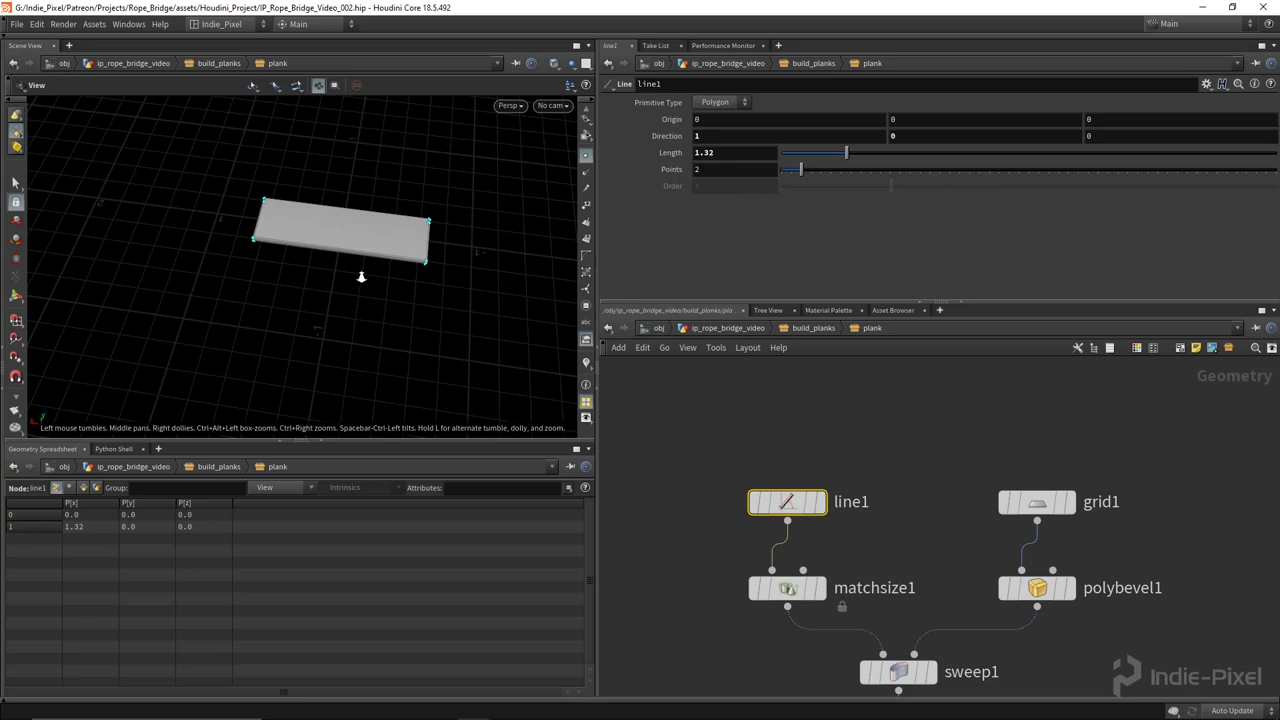 G:/Indie_Pixel/Patreon/Projects/Rope_Bridge/assets/Houdini_Project/IP_Rope_Bridge_Video_002.hip - Houdini Core 18.5.492
File Edit Render Assets Windows Help Indie_Pixel Main Main
Scene View
obj ip_rope_bridge_video build_planks plank
View
Persp No cam
Left mouse tumbles. Middle pans. Right dollies. Ctrl+Alt+Left box-zooms. Ctrl+Right zooms. Spacebar-Ctrl-Left tilts. Hold L for alternate tumble, dolly, and zoom.
Geometry Spreadsheet Python Shell
obj ip_rope_bridge_video build_planks plank
Node: line1 Group: View Intrinsics Attributes:
P[x] P[y] P[z]
0 0.0 0.0 0.0
1 1.32 0.0 0.0
line1 Take List Performance Monitor
obj ip_rope_bridge_video build_planks plank
Line line1
Primitive Type Polygon
Origin 0 0 0
Direction 1 0 0
Length 1.32
Points 2
Order
/obj/ip_rope_bridge_video/build_planks/pla... Tree View Material Palette Asset Browser
obj ip_rope_bridge_video build_planks plank
Add Edit Go View Tools Layout Help
Geometry
line1 grid1
matchsize1 polybevel1
sweep1
Indie-Pixel
Auto Update